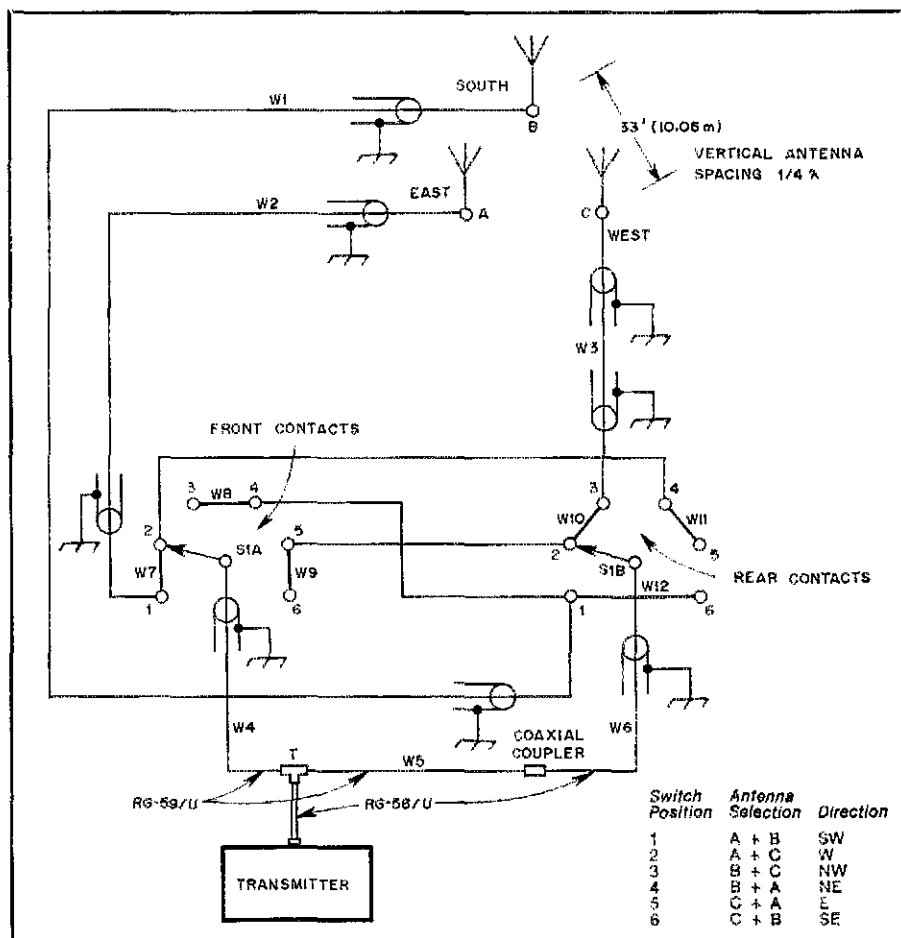 SOUTH
W1
B
33' (10.06 m)
VERTICAL ANTENNA
SPACING 1/4 λ
EAST
W2
A
C
WEST
W3
FRONT CONTACTS
3 W8 4
2
5
S1A
W7
W9
1
6
3
4
W10
W11
2
5
S1B
REAR CONTACTS
W12
1
6
W4
W6
COAXIAL
COUPLER
T
W5
RG-59/U
RG-58/U
TRANSMITTER
Switch Position Antenna Selection Direction
1 A + B SW
2 A + C W
3 B + C NW
4 B + A NE
5 C + A E
6 C + B SE